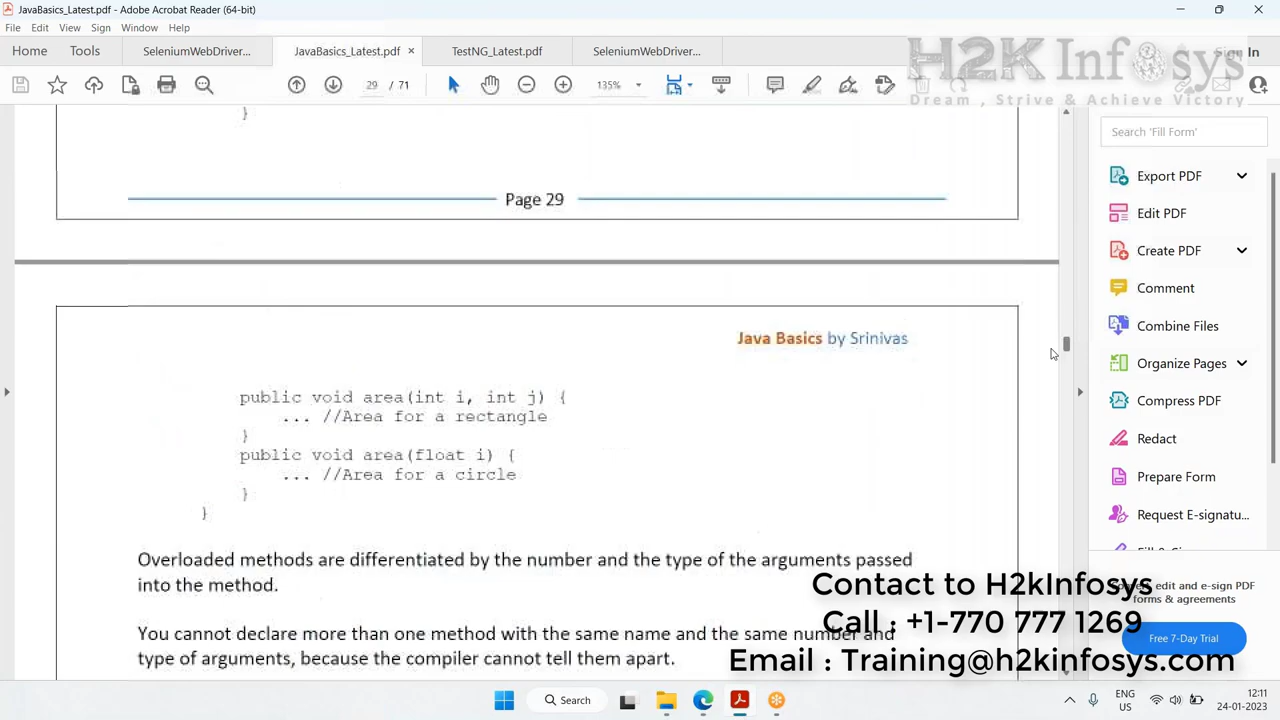 JavaBasics_Latest.pdf - Adobe Acrobat Reader (64-bit)
File Edit View Sign Window Help
Home Tools SeleniumWebDriver... JavaBasics_Latest.pdf × TestNG_Latest.pdf SeleniumWebDriver... Sign In
H2K Infosys
Dream , Strive & Achieve Victory
29 / 71 135%
}
Page 29
Java Basics by Srinivas
public void area(int i, int j) {
... //Area for a rectangle
}
public void area(float i) {
... //Area for a circle
}
}
Overloaded methods are differentiated by the number and the type of the arguments passed
into the method.
You cannot declare more than one method with the same name and the same number and
type of arguments, because the compiler cannot tell them apart.
Search 'Fill Form'
Export PDF
Edit PDF
Create PDF
Comment
Combine Files
Organize Pages
Compress PDF
Redact
Prepare Form
Request E-signatu...
edit and e-sign PDF
forms & agreements
Free 7-Day Trial
Contact to H2kInfosys
Call : +1-770 777 1269
Email : Training@h2kinfosys.com
Search
ENG
US
12:11
24-01-2023